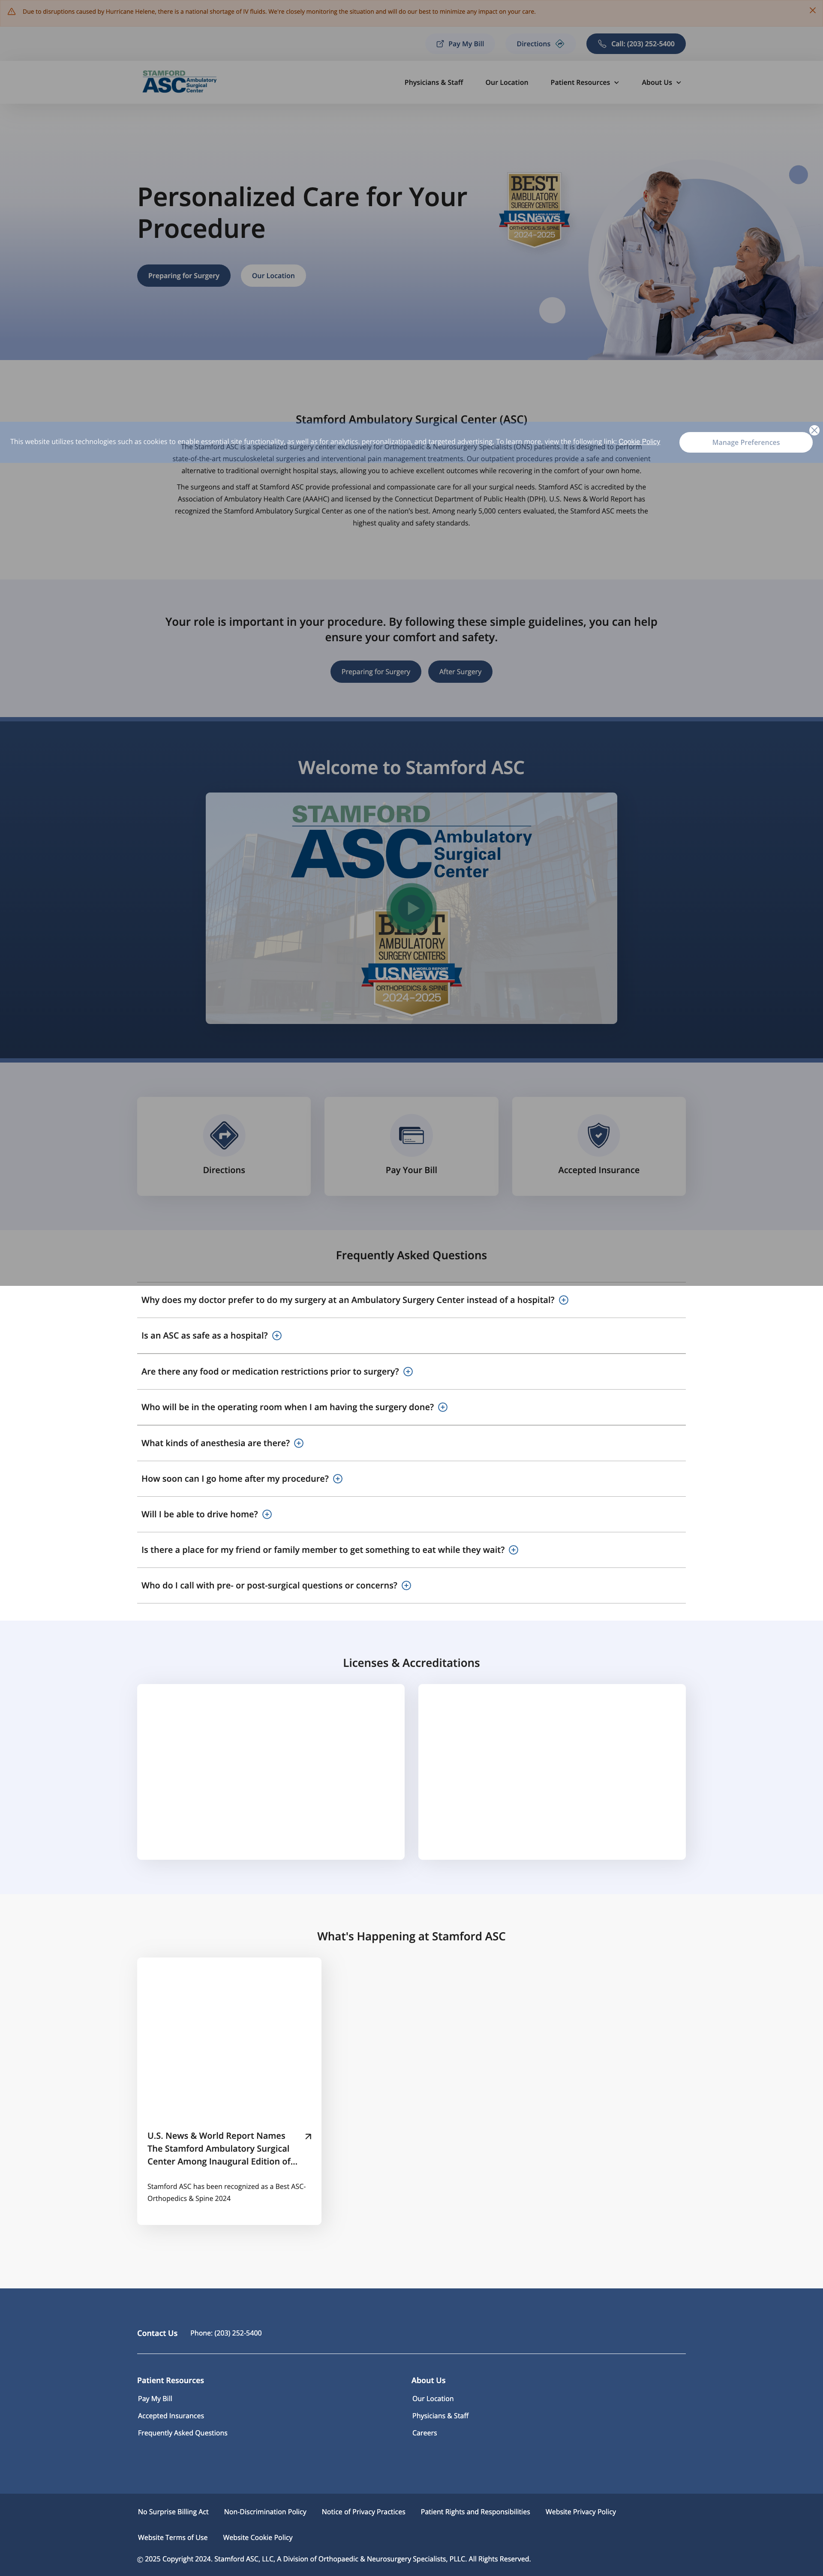 Due to disruptions caused by Hurricane Helene, there is a national shortage of IV fluids. We're closely monitoring the situation and will do our best to minimize any impact on your care.
Pay My Bill
Directions
Call: (203) 252-5400
STAMFORD
ASC Ambulatory
Surgical
Center
Physicians & Staff
Our Location
Patient Resources
About Us
Personalized Care for Your
Procedure
BEST
AMBULATORY
SURGERY CENTERS
U.S. News
& WORLD REPORT
ORTHOPEDICS & SPINE
2024-2025
Preparing for Surgery
Our Location
Stamford Ambulatory Surgical Center (ASC)
This website utilizes technologies such as cookies to enable essential site functionality, as well as for analytics, personalization, and targeted advertising. To learn more, view the following link: Cookie Policy
Manage Preferences
The Stamford ASC is a specialized surgery center exclusively for Orthopaedic & Neurosurgery Specialists (ONS) patients. It is designed to perform
state-of-the-art musculoskeletal surgeries and interventional pain management treatments. Our outpatient procedures provide a safe and convenient
alternative to traditional overnight hospital stays, allowing you to achieve excellent outcomes while recovering in the comfort of your own home.
The surgeons and staff at Stamford ASC provide professional and compassionate care for all your surgical needs. Stamford ASC is accredited by the
Association of Ambulatory Health Care (AAAHC) and licensed by the Connecticut Department of Public Health (DPH). U.S. News & World Report has
recognized the Stamford Ambulatory Surgical Center as one of the nation's best. Among nearly 5,000 centers evaluated, the Stamford ASC meets the
highest quality and safety standards.
Your role is important in your procedure. By following these simple guidelines, you can help
ensure your comfort and safety.
Preparing for Surgery
After Surgery
Welcome to Stamford ASC
STAMFORD
ASC Ambulatory
Surgical
Center
BEST
AMBULATORY
SURGERY CENTERS
U.S. News
& WORLD REPORT
ORTHOPEDICS & SPINE
2024-2025
Directions
Pay Your Bill
Accepted Insurance
Frequently Asked Questions
Why does my doctor prefer to do my surgery at an Ambulatory Surgery Center instead of a hospital?
Is an ASC as safe as a hospital?
Are there any food or medication restrictions prior to surgery?
Who will be in the operating room when I am having the surgery done?
What kinds of anesthesia are there?
How soon can I go home after my procedure?
Will I be able to drive home?
Is there a place for my friend or family member to get something to eat while they wait?
Who do I call with pre- or post-surgical questions or concerns?
Licenses & Accreditations
What's Happening at Stamford ASC
U.S. News & World Report Names
The Stamford Ambulatory Surgical
Center Among Inaugural Edition of...
Stamford ASC has been recognized as a Best ASC-
Orthopedics & Spine 2024
Contact Us
Phone: (203) 252-5400
Patient Resources
Pay My Bill
Accepted Insurances
Frequently Asked Questions
About Us
Our Location
Physicians & Staff
Careers
No Surprise Billing Act
Non-Discrimination Policy
Notice of Privacy Practices
Patient Rights and Responsibilities
Website Privacy Policy
Website Terms of Use
Website Cookie Policy
© 2025 Copyright 2024. Stamford ASC, LLC, A Division of Orthopaedic & Neurosurgery Specialists, PLLC. All Rights Reserved.